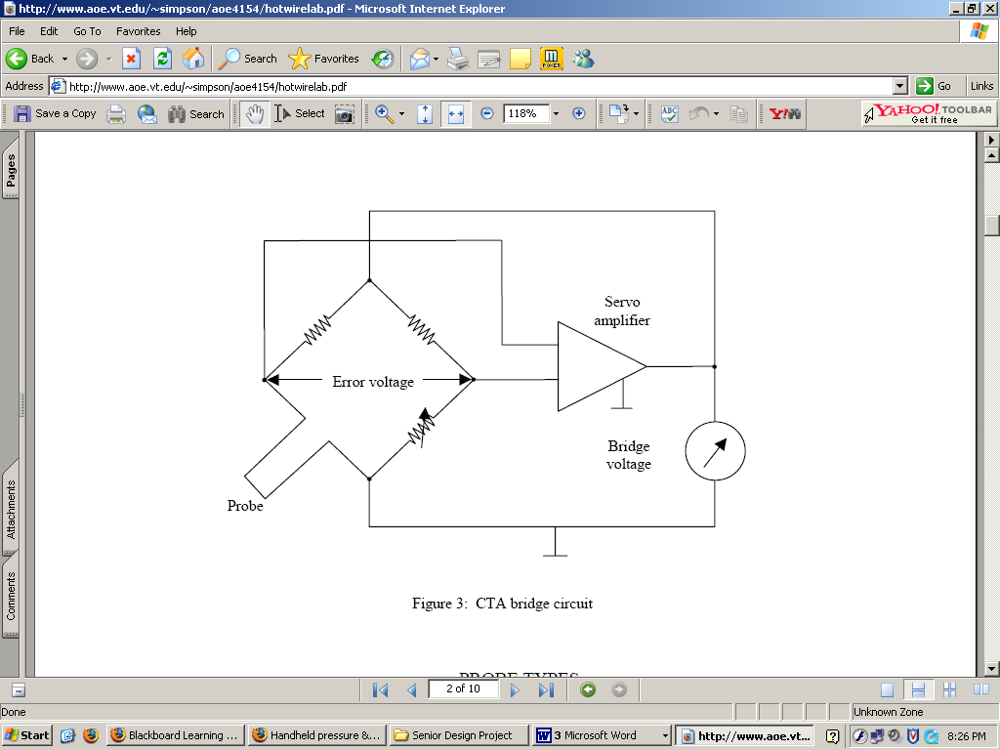 http://www.aoe.vt.edu/~simpson/aoe4154/hotwirelab.pdf - Microsoft Internet Explorer
File Edit Go To Favorites Help
Back Search Favorites
Address http://www.aoe.vt.edu/~simpson/aoe4154/hotwirelab.pdf Go Links
Save a Copy Search Select 118% Y! YAHOO! TOOLBAR
Get it free
Pages
Attachments
Comments
Servo
amplifier
Error voltage
Bridge
voltage
Probe
Figure 3: CTA bridge circuit
PROBE TYPES
2 of 10
Done Unknown Zone
Start Blackboard Learning ... Handheld pressure &... Senior Design Project 3 Microsoft Word http://www.aoe.vt... 8:26 PM